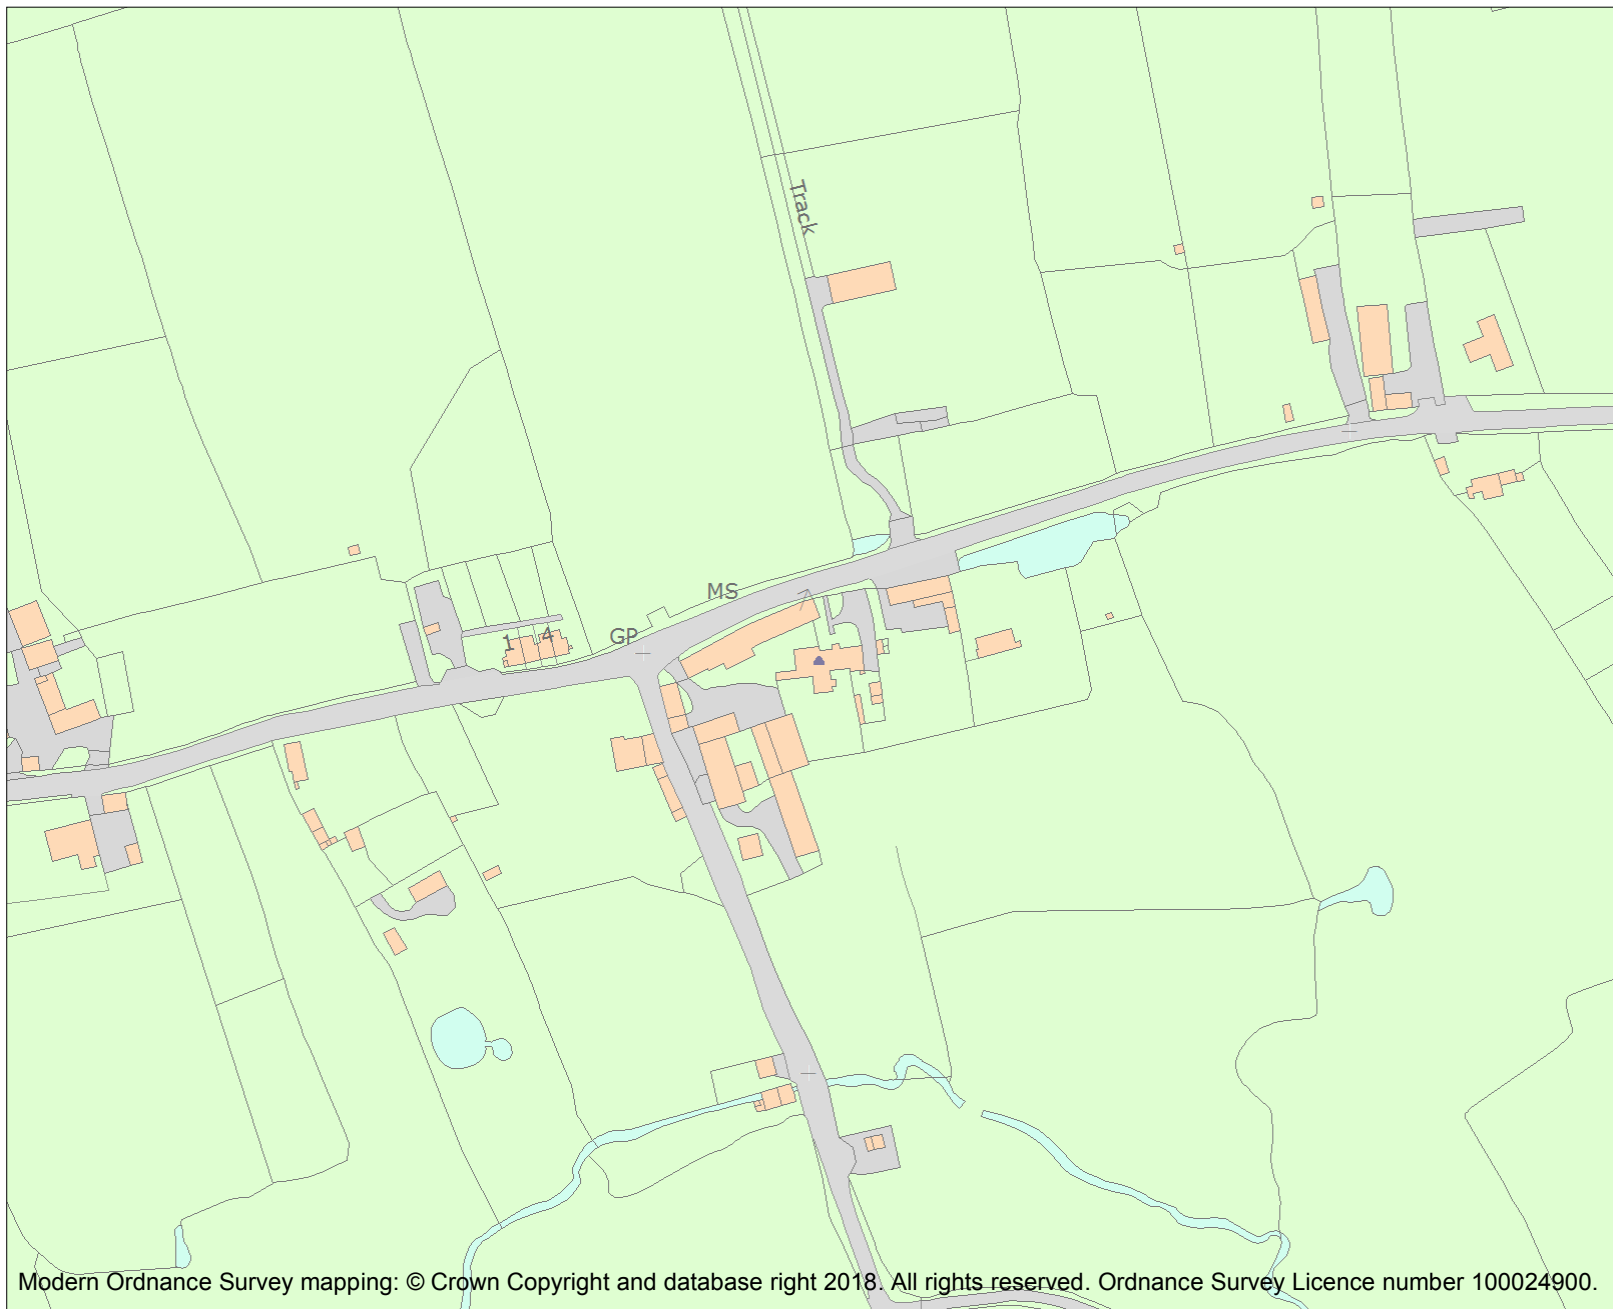 Track
MS
GP
1
4
Modern Ordnance Survey mapping: © Crown Copyright and database right 2018. All rights reserved. Ordnance Survey Licence number 100024900.